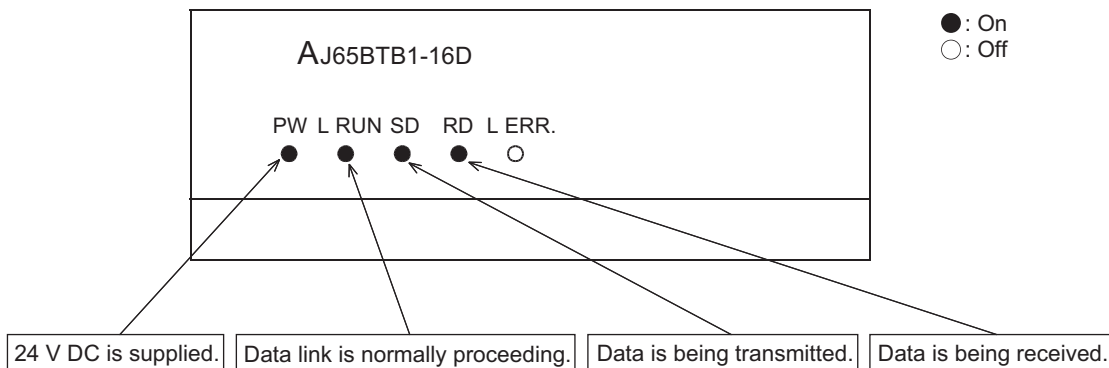 AJ65BTB1-16D
●: On
○: Off
PW L RUN SD RD L ERR.
24 V DC is supplied.
Data link is normally proceeding.
Data is being transmitted.
Data is being received.